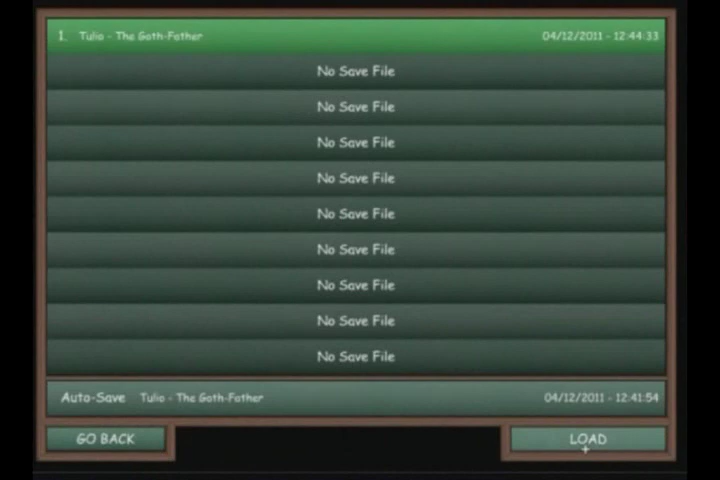 1. Tulio - The Goth-Father 04/12/2011 - 12:44:33
No Save File
No Save File
No Save File
No Save File
No Save File
No Save File
No Save File
No Save File
No Save File
Auto-Save Tulio - The Goth-Father 04/12/2011 - 12:41:54
GO BACK LOAD